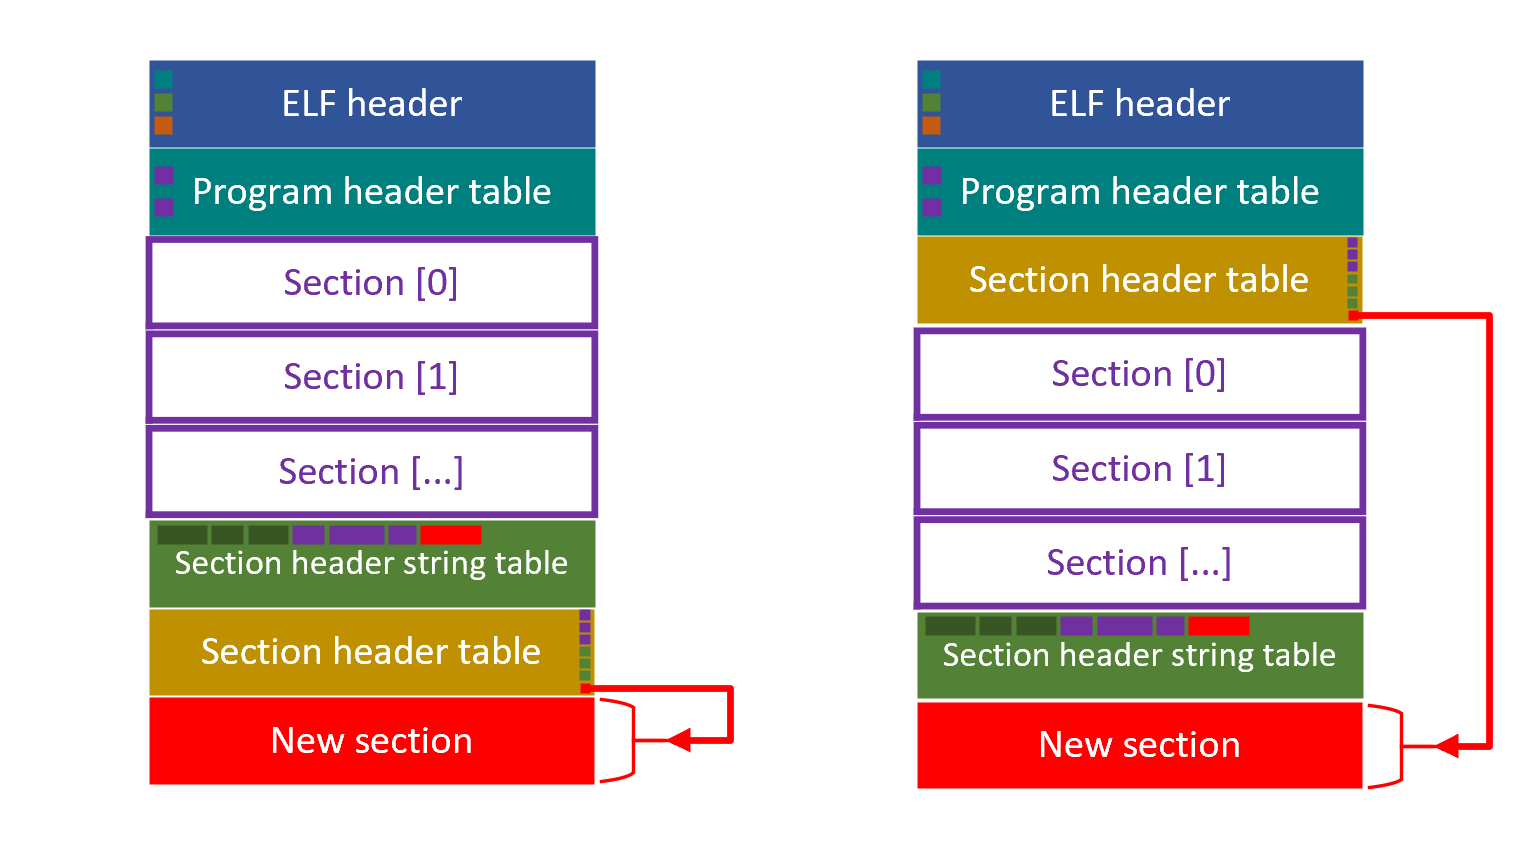 ELF header
Program header table
Section [0]
Section [1]
Section [...]
Section header string table
Section header table
New section
ELF header
Program header table
Section header table
Section [0]
Section [1]
Section [...]
Section header string table
New section